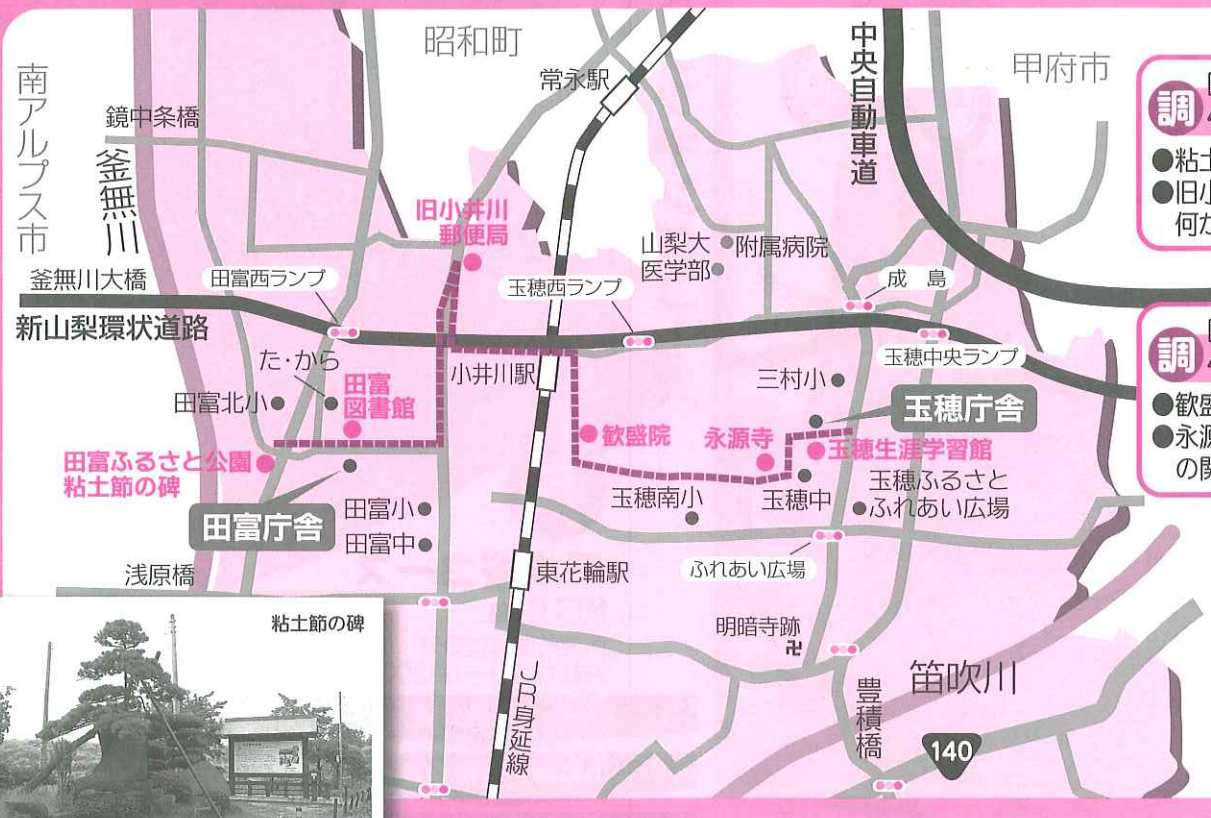 昭和町
甲府市
南アルプス市
中央自動車道
常永駅
鏡中条橋
釜無川
旧小井川
郵便局
山梨大
医学部
附属病院
釜無川大橋
田富西ランプ
玉穂西ランプ
成島
新山梨環状道路
玉穂中央ランプ
た・から
小井川駅
三村小
田富北小
田富
図書館
玉穂庁舎
歓盛院
永源寺
玉穂生涯学習館
田富ふるさと公園
粘土節の碑
玉穂南小
玉穂中
玉穂ふるさと
ふれあい広場
田富庁舎
田富小
田富中
ふれあい広場
浅原橋
東花輪駅
明暗寺跡
卍
JR身延線
豊積橋
笛吹川
140
粘土節の碑
調
●粘土
●旧小
何か
調
●歓盛
●永源
の関